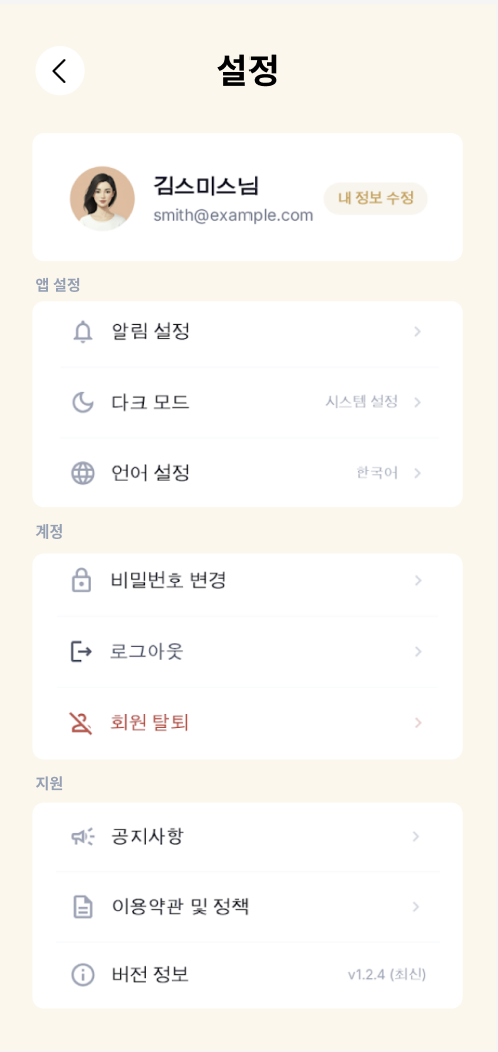 설정
김스미스님
smith@example.com
내 정보 수정
앱 설정
알림 설정
다크 모드
시스템 설정
언어 설정
한국어
계정
비밀번호 변경
로그아웃
회원 탈퇴
지원
공지사항
이용약관 및 정책
버전 정보
v1.2.4 (최신)